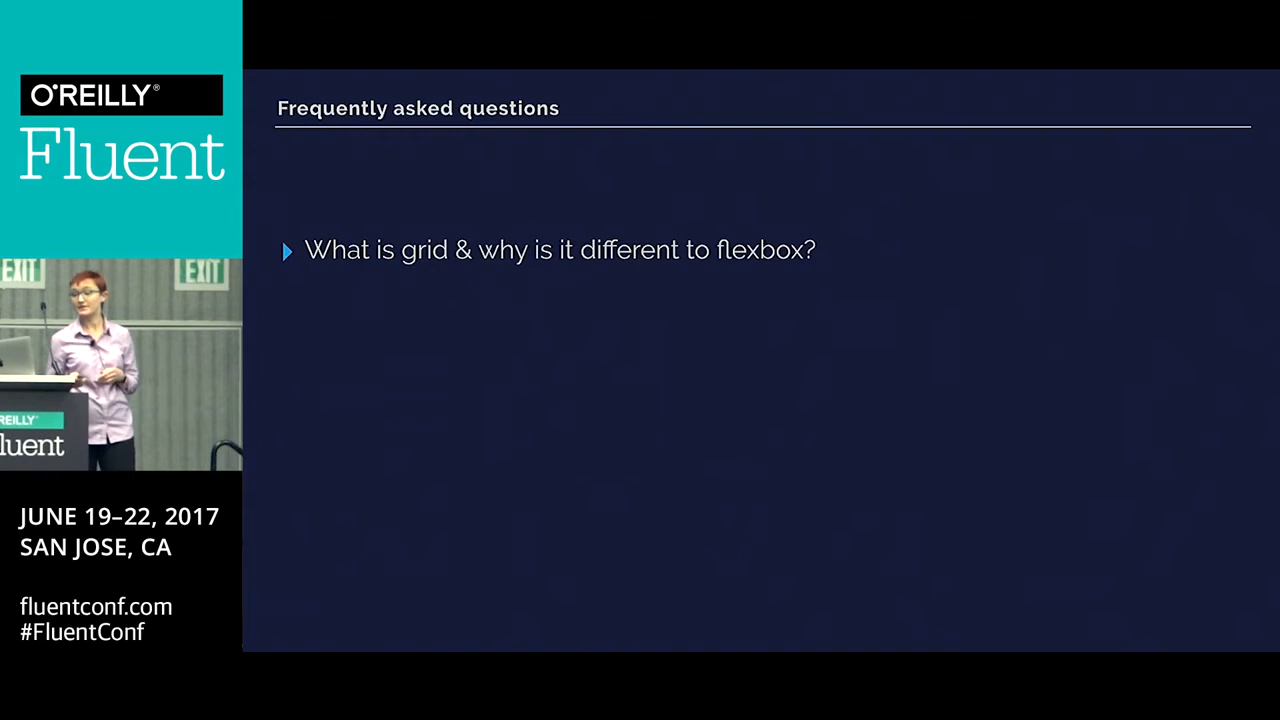 O'REILLY®
Fluent
EXIT
EXIT
REILLY
luent
JUNE 19–22, 2017
SAN JOSE, CA
fluentconf.com
#FluentConf
Frequently asked questions
What is grid & why is it different to flexbox?